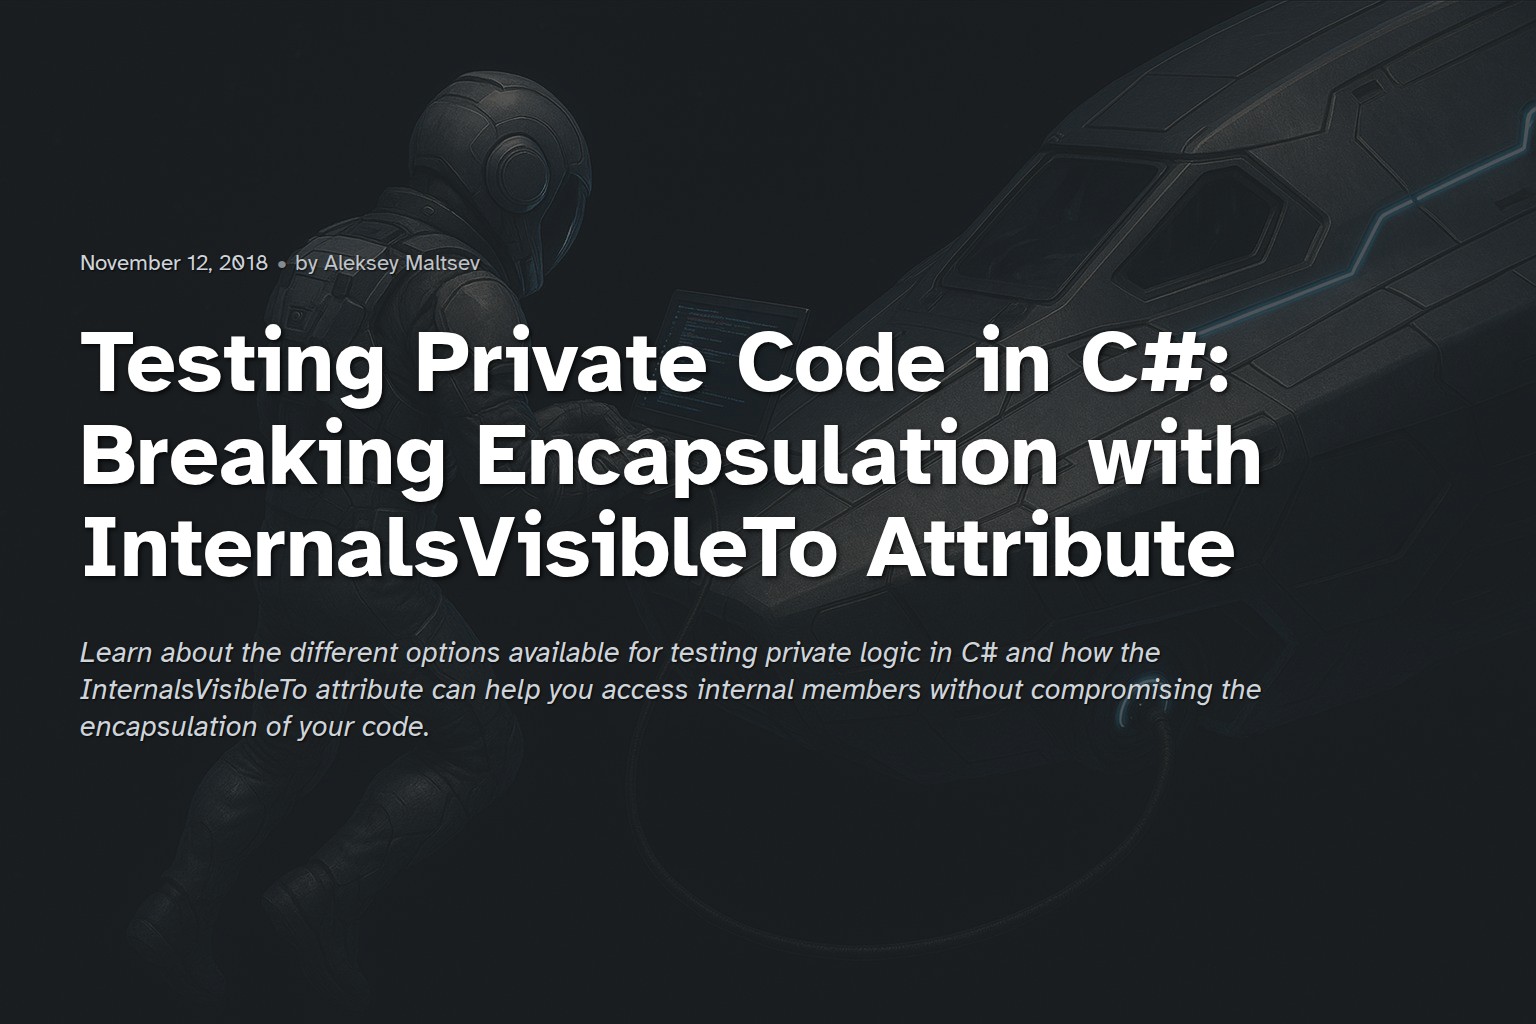 November 12, 2018 • by Aleksey Maltsev
Testing Private Code in C#:
Breaking Encapsulation with
InternalsVisibleTo Attribute
Learn about the different options available for testing private logic in C# and how the
InternalsVisibleTo attribute can help you access internal members without compromising the
encapsulation of your code.